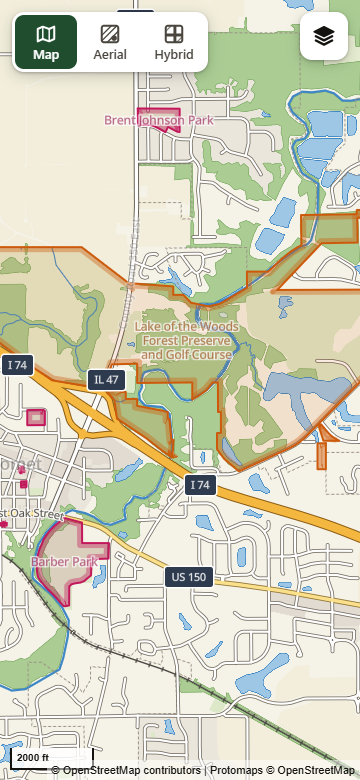 Map
Aerial
Hybrid
Brent Johnson Park
Lake of the Woods
Forest Preserve
and Golf Course
I 74
IL 47
I 74
st Oak Street
Barber Park
US 150
2000 ft
© OpenStreetMap contributors | Protomaps © OpenStreetMap